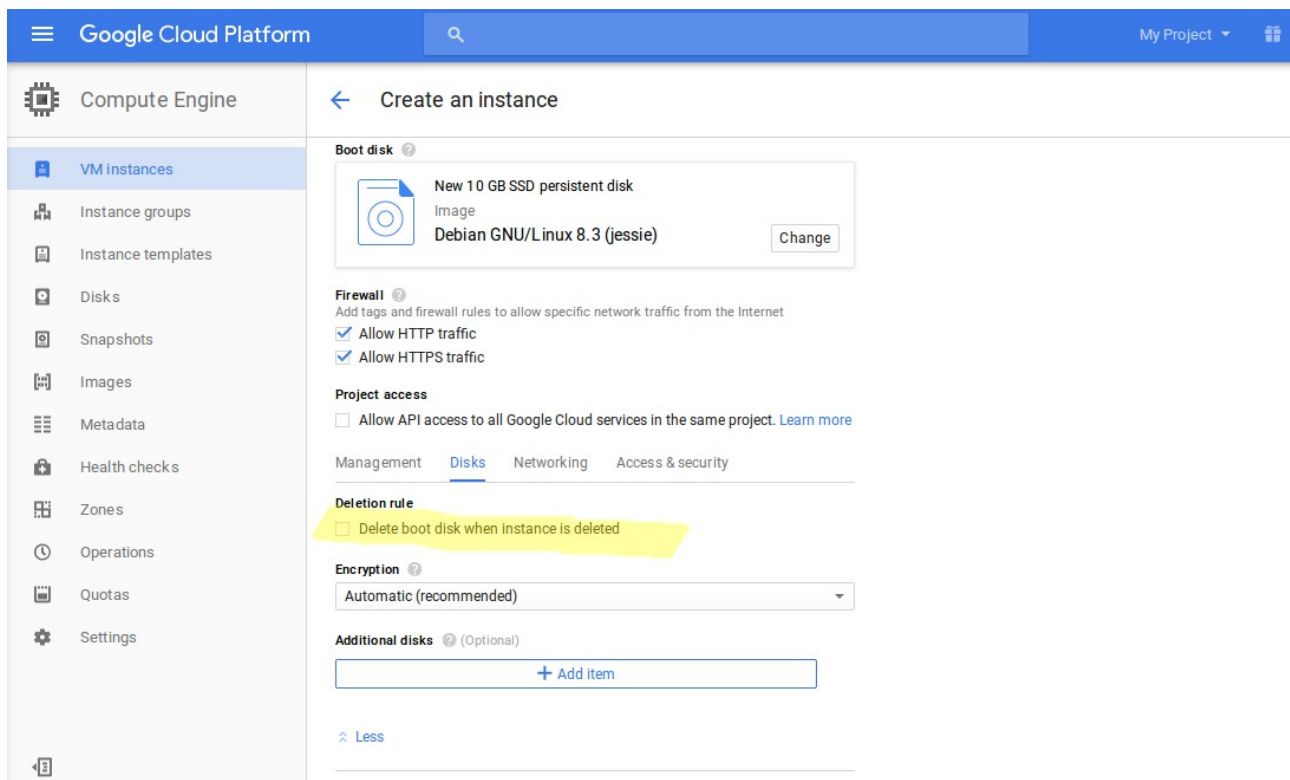 Google Cloud Platform
My Project
Compute Engine
Create an instance
VM instances
Instance groups
Instance templates
Disks
Snapshots
Images
Metadata
Health checks
Zones
Operations
Quotas
Settings
Boot disk
New 10 GB SSD persistent disk
Image
Debian GNU/Linux 8.3 (jessie)
Change
Firewall
Add tags and firewall rules to allow specific network traffic from the Internet
Allow HTTP traffic
Allow HTTPS traffic
Project access
Allow API access to all Google Cloud services in the same project. Learn more
Management Disks Networking Access & security
Deletion rule
Delete boot disk when instance is deleted
Encryption
Automatic (recommended)
Additional disks (Optional)
+ Add item
Less